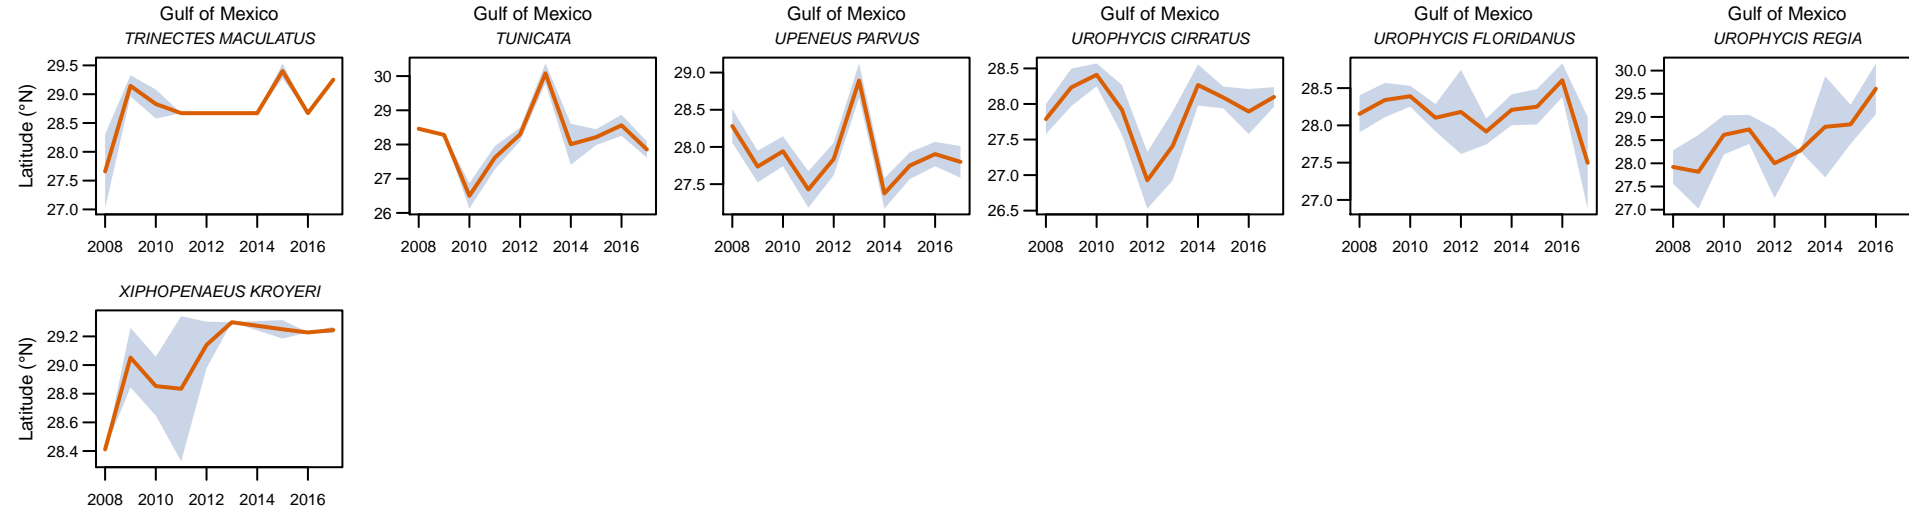 Gulf of Mexico
TRINECTES MACULATUS
Latitude (°N)
29.5
29.0
28.5
28.0
27.5
27.0
2008 2010 2012 2014 2016
Gulf of Mexico
TUNICATA
30
29
28
27
26
2008 2010 2012 2014 2016
Gulf of Mexico
UPENEUS PARVUS
29.0
28.5
28.0
27.5
2008 2010 2012 2014 2016
Gulf of Mexico
UROPHYCIS CIRRATUS
28.5
28.0
27.5
27.0
26.5
2008 2010 2012 2014 2016
Gulf of Mexico
UROPHYCIS FLORIDANUS
28.5
28.0
27.5
27.0
2008 2010 2012 2014 2016
Gulf of Mexico
UROPHYCIS REGIA
30.0
29.5
29.0
28.5
28.0
27.5
27.0
2008 2010 2012 2014 2016
XIPHOPENAEUS KROYERI
Latitude (°N)
29.2
29.0
28.8
28.6
28.4
2008 2010 2012 2014 2016